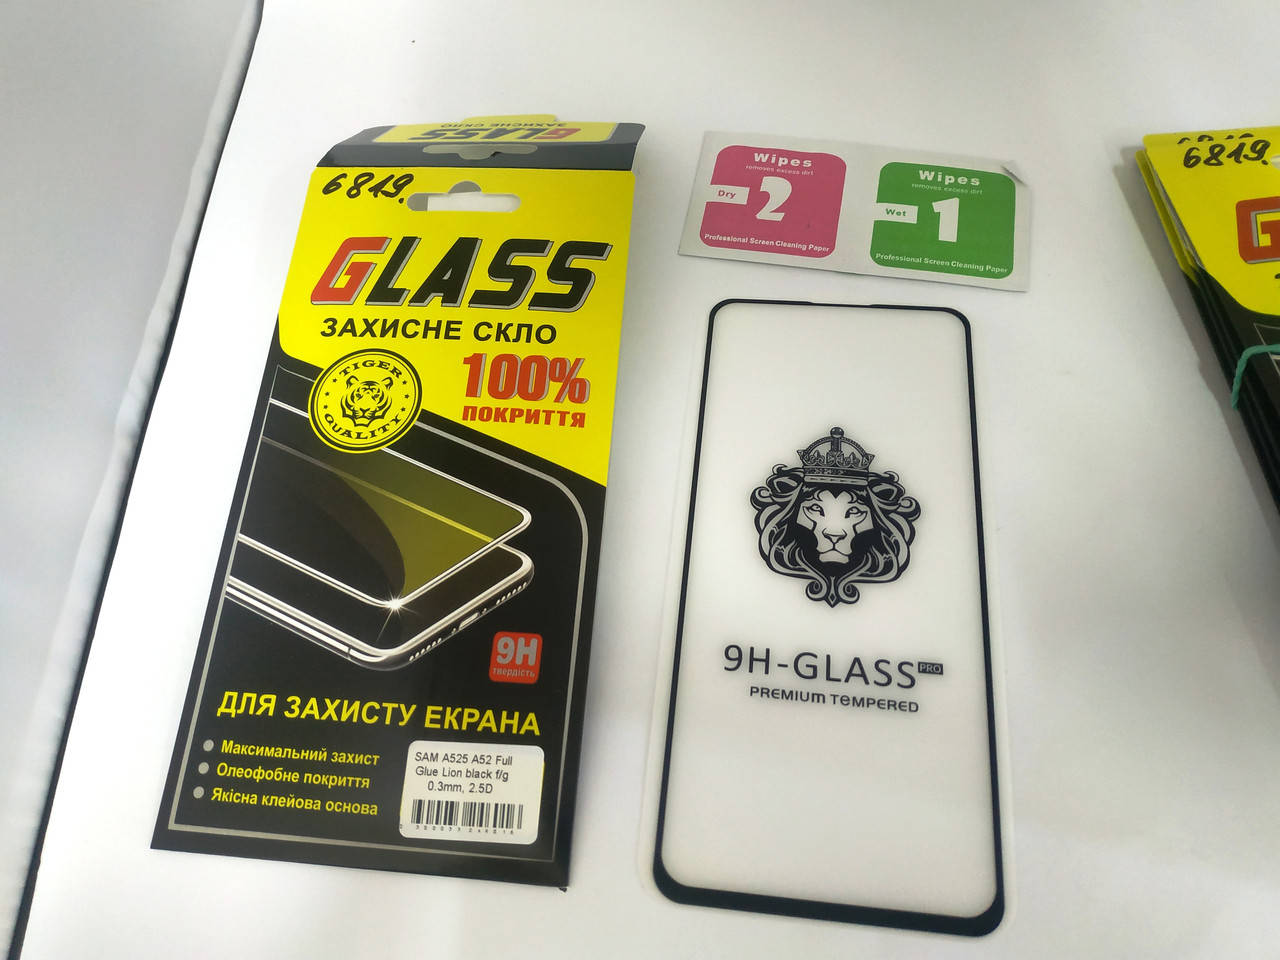 GLASS
ЗАХИСНЕ СКЛО
6819.
GLASS
ЗАХИСНЕ СКЛО
100%
ПОКРИТТЯ
TIGER
QUALITY
9H
твердість
ДЛЯ ЗАХИСТУ ЕКРАНА
Максимальний захист
Олеофобне покриття
Якісна клейова основа
SAM A525 A52 Full
Glue Lion black f/g
0.3mm, 2.5D
Wipes
removes excess dirt
Dry
2
Professional Screen Cleaning Paper
Wipes
removes excess dirt
Wet
1
Professional Screen Cleaning Paper
9H-GLASS PRO
PREMIUM TEMPERED
6819.
G